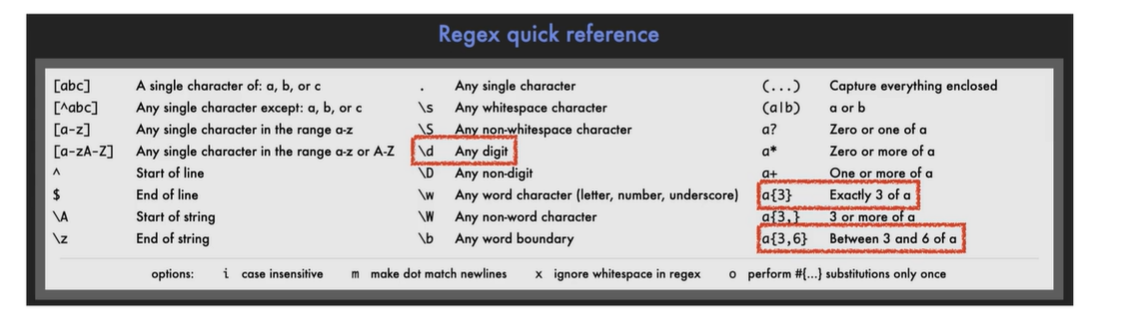 Regex quick reference
[abc] A single character of: a, b, or c . Any single character (...) Capture everything enclosed
[^abc] Any single character except: a, b, or c \s Any whitespace character (a|b) a or b
[a-z] Any single character in the range a-z \S Any non-whitespace character a? Zero or one of a
[a-zA-Z] Any single character in the range a-z or A-Z \d Any digit a* Zero or more of a
^ Start of line \D Any non-digit a+ One or more of a
$ End of line \w Any word character (letter, number, underscore) a{3} Exactly 3 of a
\A Start of string \W Any non-word character a{3,} 3 or more of a
\z End of string \b Any word boundary a{3,6} Between 3 and 6 of a
options: i case insensitive m make dot match newlines x ignore whitespace in regex o perform #{...} substitutions only once